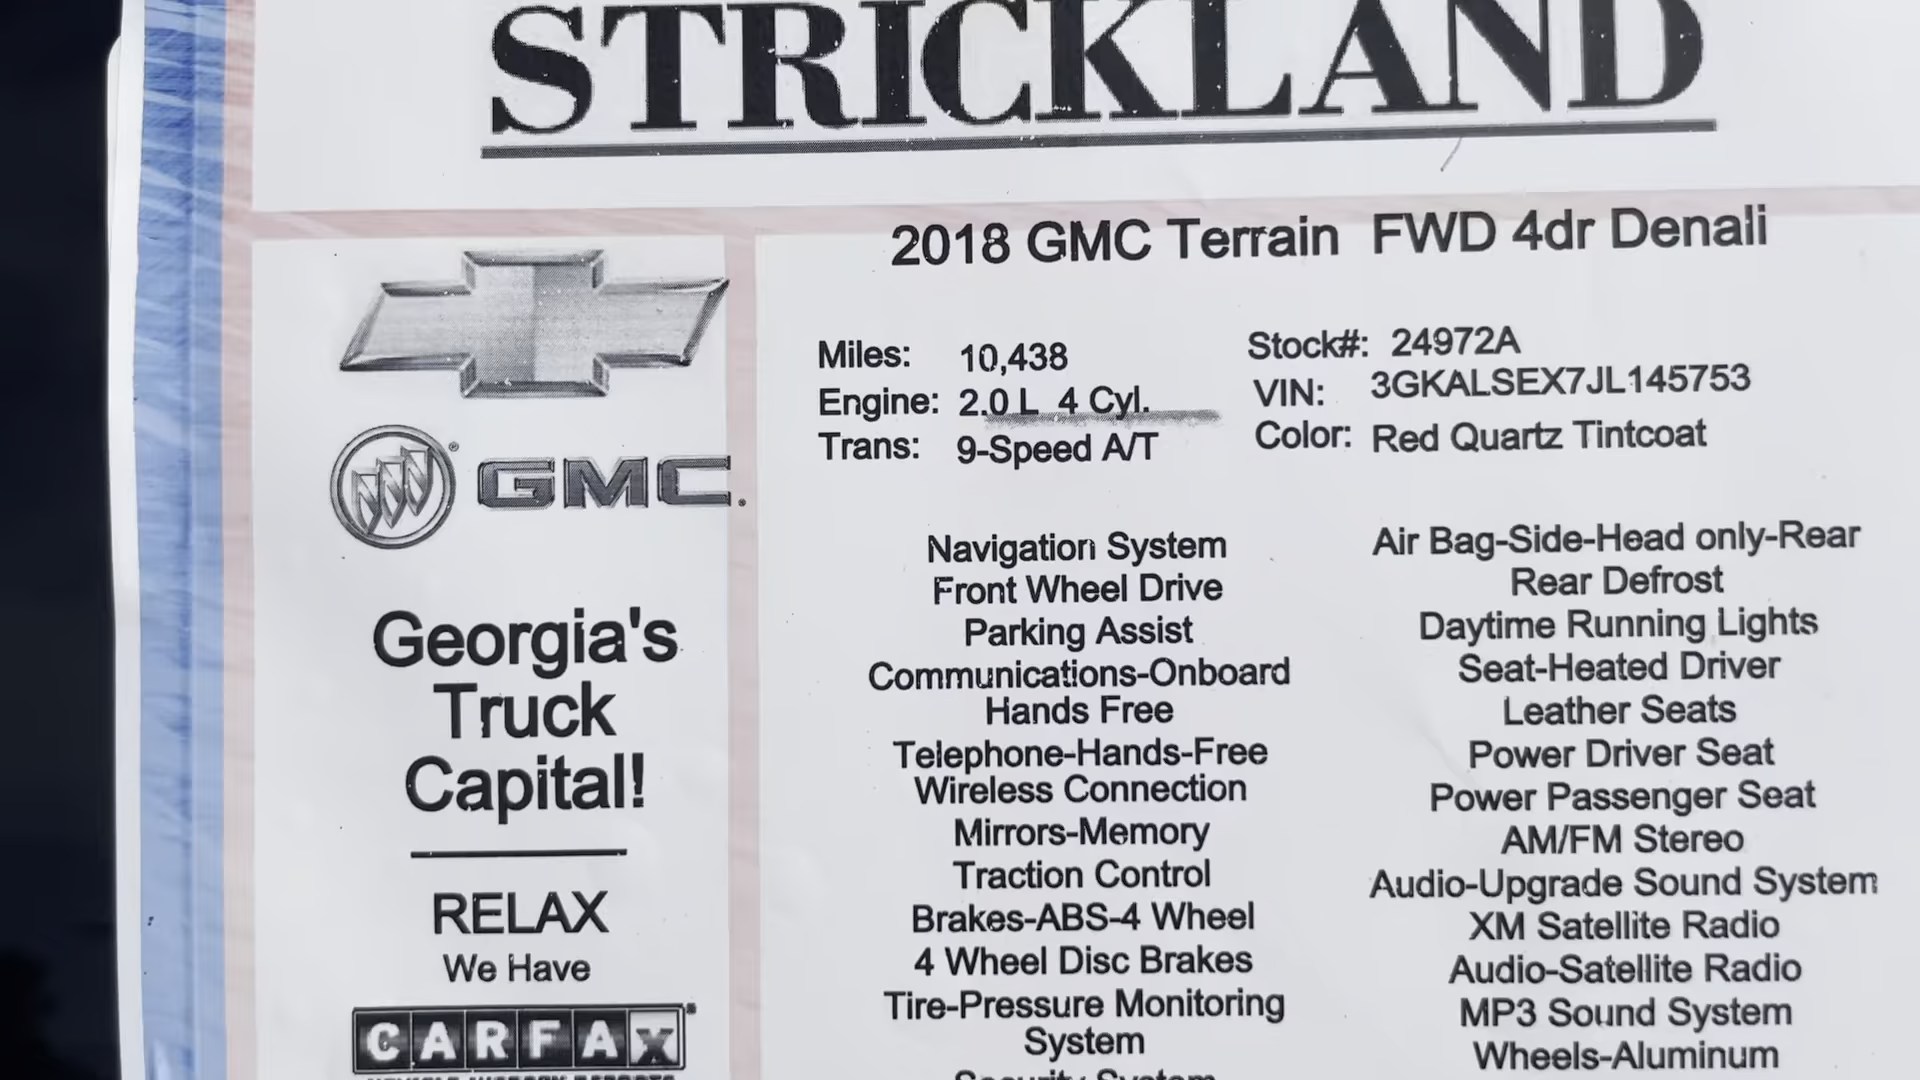 STRICKLAND
2018 GMC Terrain FWD 4dr Denali
Miles: 10,438
Engine: 2.0 L 4 Cyl.
Trans: 9-Speed A/T
Stock#: 24972A
VIN: 3GKALSEX7JL145753
Color: Red Quartz Tintcoat
GMC
Georgia's
Truck
Capital!
RELAX
We Have
CARFAX
Navigation System
Front Wheel Drive
Parking Assist
Communications-Onboard
Hands Free
Telephone-Hands-Free
Wireless Connection
Mirrors-Memory
Traction Control
Brakes-ABS-4 Wheel
4 Wheel Disc Brakes
Tire-Pressure Monitoring
System
Security System
Air Bag-Side-Head only-Rear
Rear Defrost
Daytime Running Lights
Seat-Heated Driver
Leather Seats
Power Driver Seat
Power Passenger Seat
AM/FM Stereo
Audio-Upgrade Sound System
XM Satellite Radio
Audio-Satellite Radio
MP3 Sound System
Wheels-Aluminum